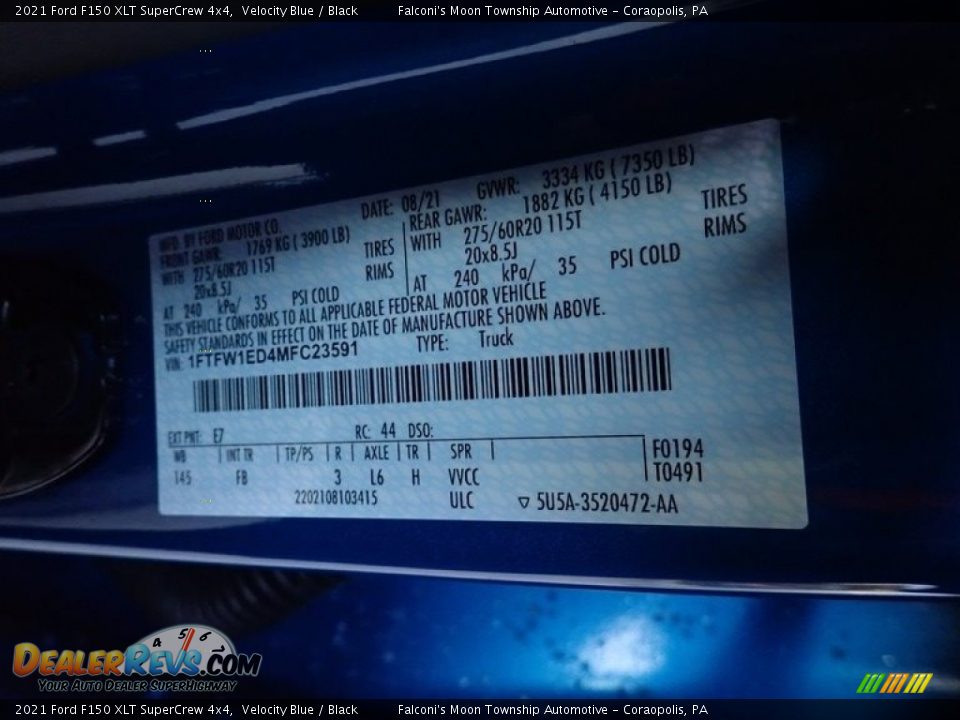 2021 Ford F150 XLT SuperCrew 4x4, Velocity Blue / Black Falconi's Moon Township Automotive - Coraopolis, PA
MFD. BY FORD MOTOR CO. DATE: 08/21 GVWR: 3334 KG ( 7350 LB)
FRONT GAWR: 1769 KG ( 3900 LB) REAR GAWR: 1882 KG ( 4150 LB)
WITH 275/60R20 115T TIRES WITH 275/60R20 115T TIRES
20x8.5J RIMS 20x8.5J RIMS
AT 240 kPa/ 35 PSI COLD AT 240 kPa/ 35 PSI COLD
THIS VEHICLE CONFORMS TO ALL APPLICABLE FEDERAL MOTOR VEHICLE
SAFETY STANDARDS IN EFFECT ON THE DATE OF MANUFACTURE SHOWN ABOVE.
VIN: 1FTFW1ED4MFC23591 TYPE: Truck
EXT PNT: E7 RC: 44 DSO:
WB INT TR TP/PS R AXLE TR SPR F0194
145 FB 3 L6 H VVCC T0491
2202108103415 ULC ▽ 5U5A-3520472-AA
4 5 6
DEALERREVS.COM
YOUR AUTO DEALER SUPERHIGHWAY
2021 Ford F150 XLT SuperCrew 4x4, Velocity Blue / Black Falconi's Moon Township Automotive - Coraopolis, PA